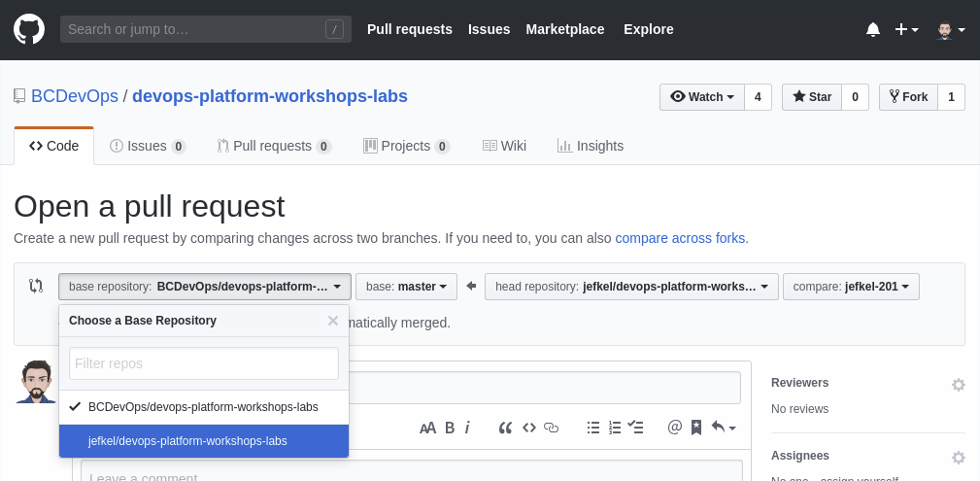 Search or jump to…
/
Pull requests Issues Marketplace Explore
BCDevOps / devops-platform-workshops-labs
Watch 4 Star 0 Fork 1
Code Issues 0 Pull requests 0 Projects 0 Wiki Insights
Open a pull request
Create a new pull request by comparing changes across two branches. If you need to, you can also compare across forks.
base repository: BCDevOps/devops-platform-… base: master head repository: jefkel/devops-platform-works… compare: jefkel-201
Choose a Base Repository ×
matically merged.
Filter repos
BCDevOps/devops-platform-workshops-labs
jefkel/devops-platform-workshops-labs
AA B i “ <> @
Leave a comment
Reviewers
No reviews
Assignees
No one—assign yourself